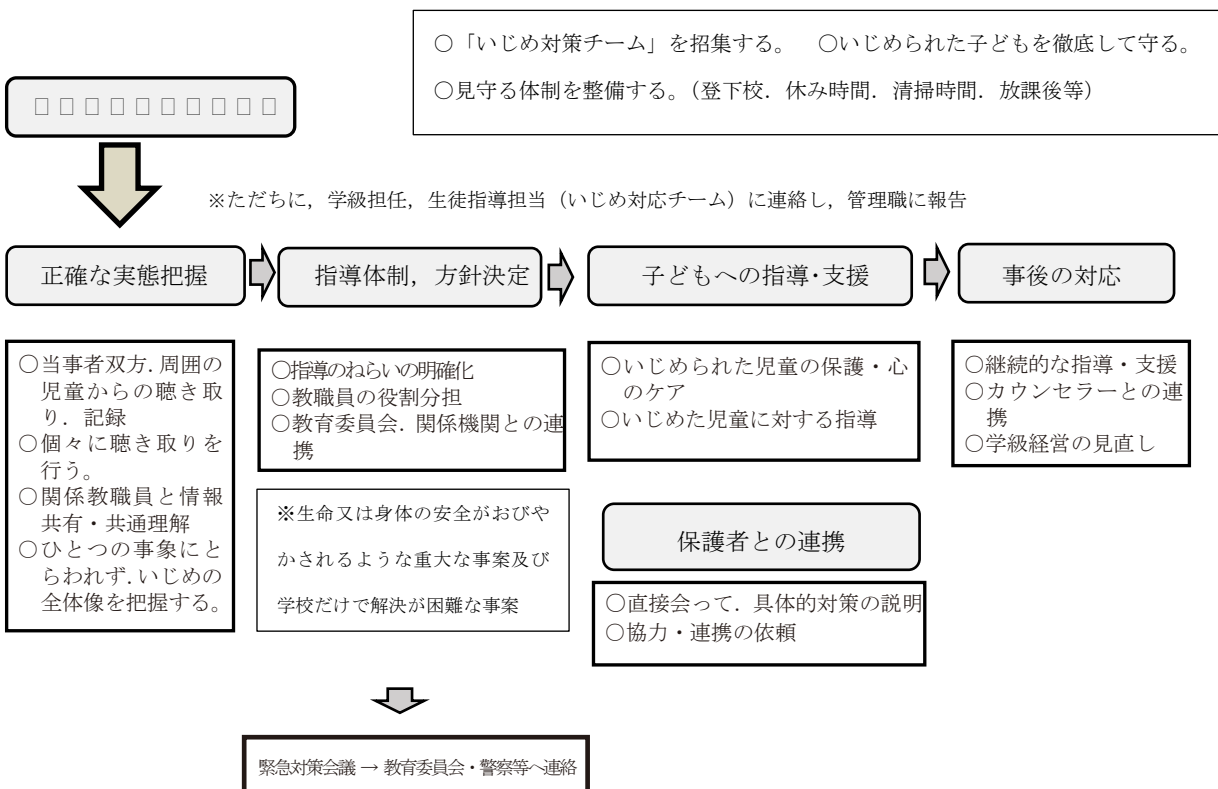 ○「いじめ対策チーム」を招集する。　○いじめられた子どもを徹底して守る。
○見守る体制を整備する。（登下校．休み時間．清掃時間．放課後等）
□□□□□□□□□□
※ただちに，学級担任，生徒指導担当（いじめ対応チーム）に連絡し，管理職に報告
正確な実態把握
指導体制，方針決定
子どもへの指導・支援
事後の対応
○当事者双方．周囲の
児童からの聴き取
り．記録
○個々に聴き取りを
行う。
○関係教職員と情報
共有・共通理解
○ひとつの事象にと
らわれず．いじめの
全体像を把握する。
○指導のねらいの明確化
○教職員の役割分担
○教育委員会．関係機関との連
携
※生命又は身体の安全がおびや
かされるような重大な事案及び
学校だけで解決が困難な事案
緊急対策会議 → 教育委員会・警察等へ連絡
○いじめられた児童の保護・心
のケア
○いじめた児童に対する指導
保護者との連携
○直接会って．具体的対策の説明
○協力・連携の依頼
○継続的な指導・支援
○カウンセラーとの連
携
○学級経営の見直し